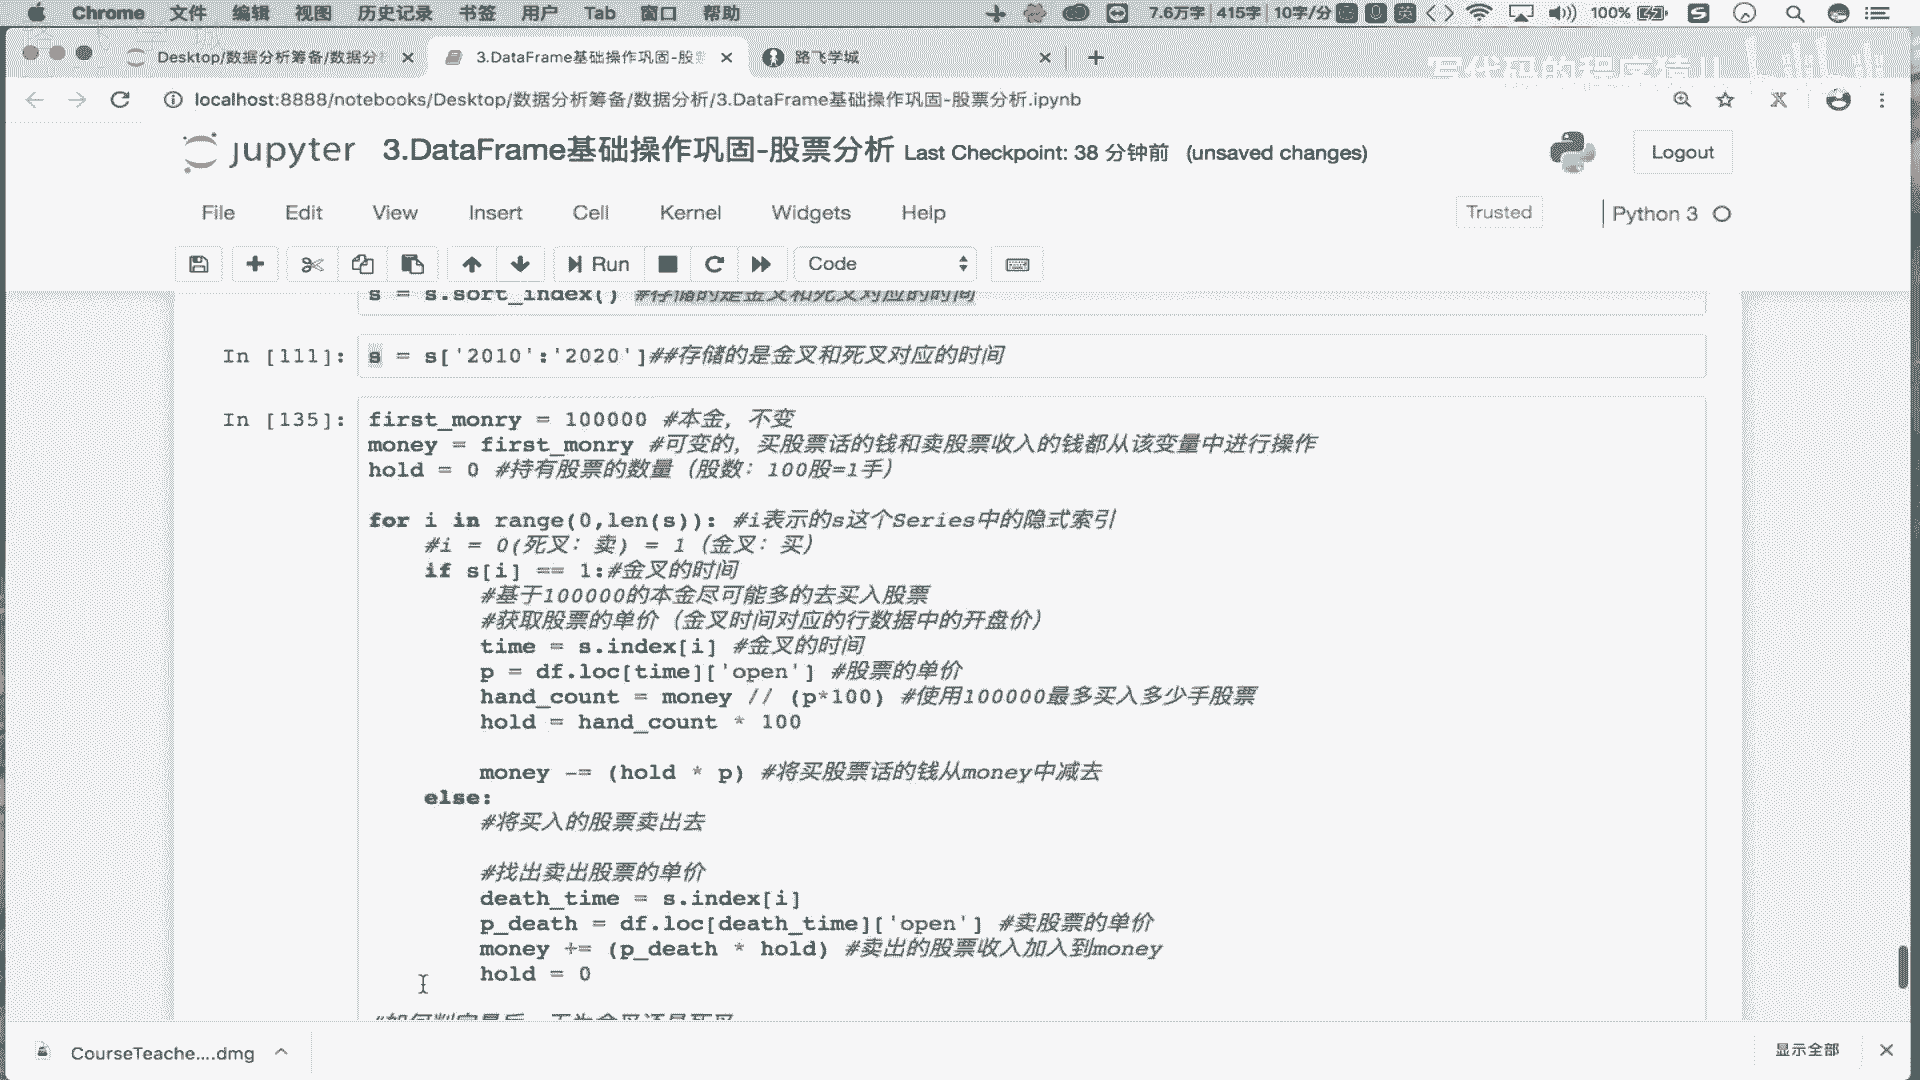 Chrome 文件 编辑 视图 历史记录 书签 用户 Tab 窗口 帮助 7.6万字 415字 10字/分 英 100%
Desktop/数据分析筹备/数据分 3.DataFrame基础操作巩固-股 路飞学城
写代码的程序猿儿
localhost:8888/notebooks/Desktop/数据分析筹备/数据分析/3.DataFrame基础操作巩固-股票分析.ipynb
jupyter 3.DataFrame基础操作巩固-股票分析 Last Checkpoint: 38 分钟前 (unsaved changes) Logout
File Edit View Insert Cell Kernel Widgets Help Trusted Python 3
Run Code
s = s.sort_index() #存储的是金叉和死叉对应的时间
In [111]: s = s['2010':'2020']##存储的是金叉和死叉对应的时间
In [135]: first_monry = 100000 #本金，不变
money = first_monry #可变的，买股票话的钱和卖股票收入的钱都从该变量中进行操作
hold = 0 #持有股票的数量（股数：100股=1手）
for i in range(0,len(s)): #i表示的s这个Series中的隐式索引
#i = 0(死叉：卖) = 1（金叉：买）
if s[i] == 1:#金叉的时间
#基于100000的本金尽可能多的去买入股票
#获取股票的单价（金叉时间对应的行数据中的开盘价）
time = s.index[i] #金叉的时间
p = df.loc[time]['open'] #股票的单价
hand_count = money // (p*100) #使用100000最多买入多少手股票
hold = hand_count * 100
money -= (hold * p) #将买股票话的钱从money中减去
else:
#将买入的股票卖出去
#找出卖出股票的单价
death_time = s.index[i]
p_death = df.loc[death_time]['open'] #卖股票的单价
money += (p_death * hold) #卖出的股票收入加入到money
hold = 0
CourseTeache....dmg 显示全部